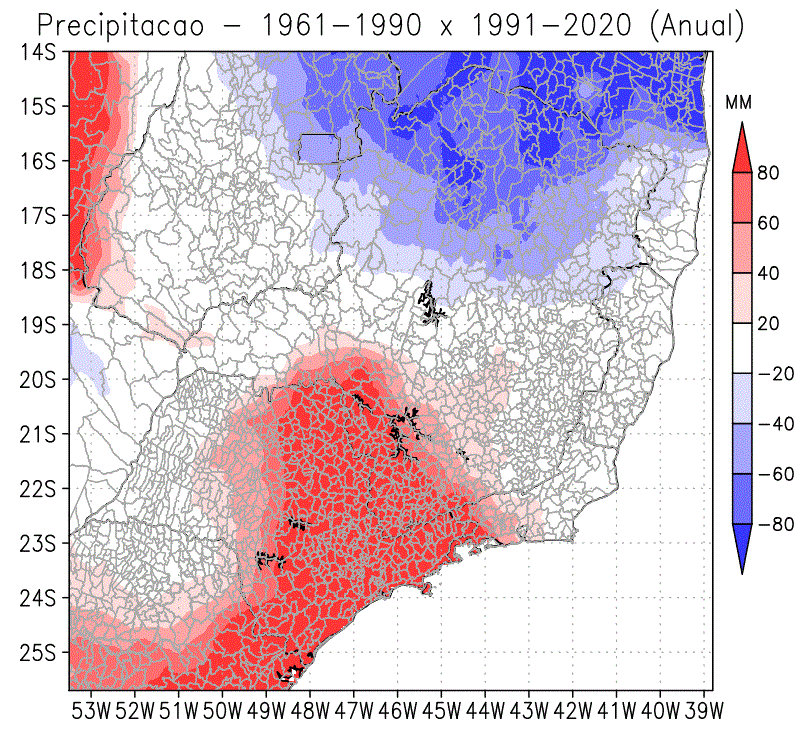 Precipitacao - 1961-1990 x 1991-2020 (Anual)
14S
15S
16S
17S
18S
19S
20S
21S
22S
23S
24S
25S
53W 52W 51W 50W 49W 48W 47W 46W 45W 44W 43W 42W 41W 40W 39W
MM
80
60
40
20
-20
-40
-60
-80